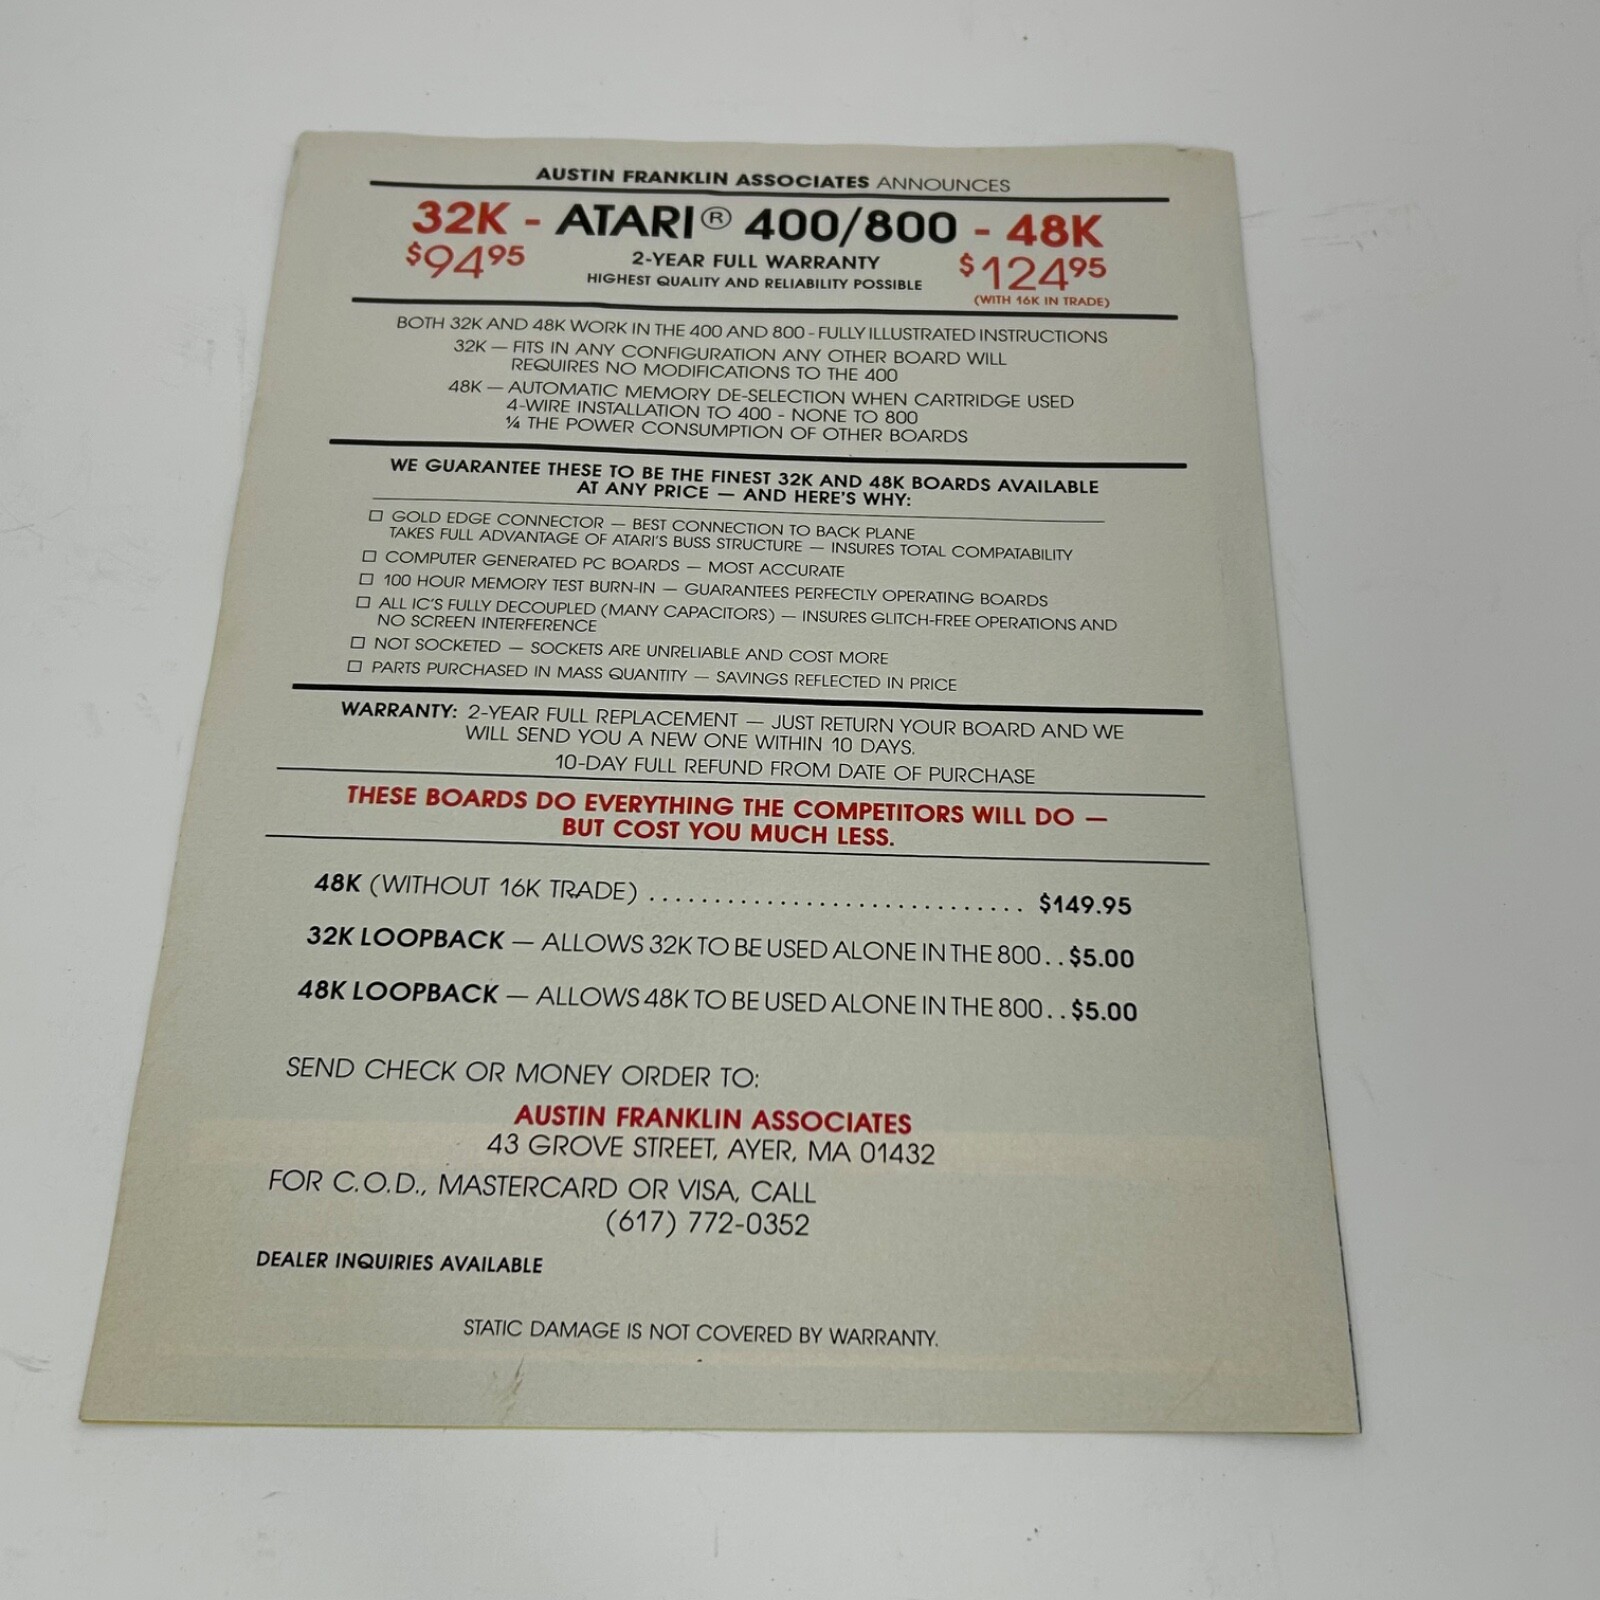 AUSTIN FRANKLIN ASSOCIATES ANNOUNCES
32K - ATARI® 400/800 - 48K
$94.95 2-YEAR FULL WARRANTY $124.95
HIGHEST QUALITY AND RELIABILITY POSSIBLE
(WITH 16K IN TRADE)
BOTH 32K AND 48K WORK IN THE 400 AND 800 - FULLY ILLUSTRATED INSTRUCTIONS
32K — FITS IN ANY CONFIGURATION ANY OTHER BOARD WILL
REQUIRES NO MODIFICATIONS TO THE 400
48K — AUTOMATIC MEMORY DE-SELECTION WHEN CARTRIDGE USED
4-WIRE INSTALLATION TO 400 - NONE TO 800
¼ THE POWER CONSUMPTION OF OTHER BOARDS
WE GUARANTEE THESE TO BE THE FINEST 32K AND 48K BOARDS AVAILABLE
AT ANY PRICE — AND HERE'S WHY:
☐ GOLD EDGE CONNECTOR — BEST CONNECTION TO BACK PLANE
TAKES FULL ADVANTAGE OF ATARI'S BUSS STRUCTURE — INSURES TOTAL COMPATABILITY
☐ COMPUTER GENERATED PC BOARDS — MOST ACCURATE
☐ 100 HOUR MEMORY TEST BURN-IN — GUARANTEES PERFECTLY OPERATING BOARDS
☐ ALL IC'S FULLY DECOUPLED (MANY CAPACITORS) — INSURES GLITCH-FREE OPERATIONS AND
NO SCREEN INTERFERENCE
☐ NOT SOCKETED — SOCKETS ARE UNRELIABLE AND COST MORE
☐ PARTS PURCHASED IN MASS QUANTITY — SAVINGS REFLECTED IN PRICE
WARRANTY: 2-YEAR FULL REPLACEMENT — JUST RETURN YOUR BOARD AND WE
WILL SEND YOU A NEW ONE WITHIN 10 DAYS.
10-DAY FULL REFUND FROM DATE OF PURCHASE
THESE BOARDS DO EVERYTHING THE COMPETITORS WILL DO —
BUT COST YOU MUCH LESS.
48K (WITHOUT 16K TRADE) ............................. $149.95
32K LOOPBACK — ALLOWS 32K TO BE USED ALONE IN THE 800..$5.00
48K LOOPBACK — ALLOWS 48K TO BE USED ALONE IN THE 800..$5.00
SEND CHECK OR MONEY ORDER TO:
AUSTIN FRANKLIN ASSOCIATES
43 GROVE STREET, AYER, MA 01432
FOR C.O.D., MASTERCARD OR VISA, CALL
(617) 772-0352
DEALER INQUIRIES AVAILABLE
STATIC DAMAGE IS NOT COVERED BY WARRANTY.